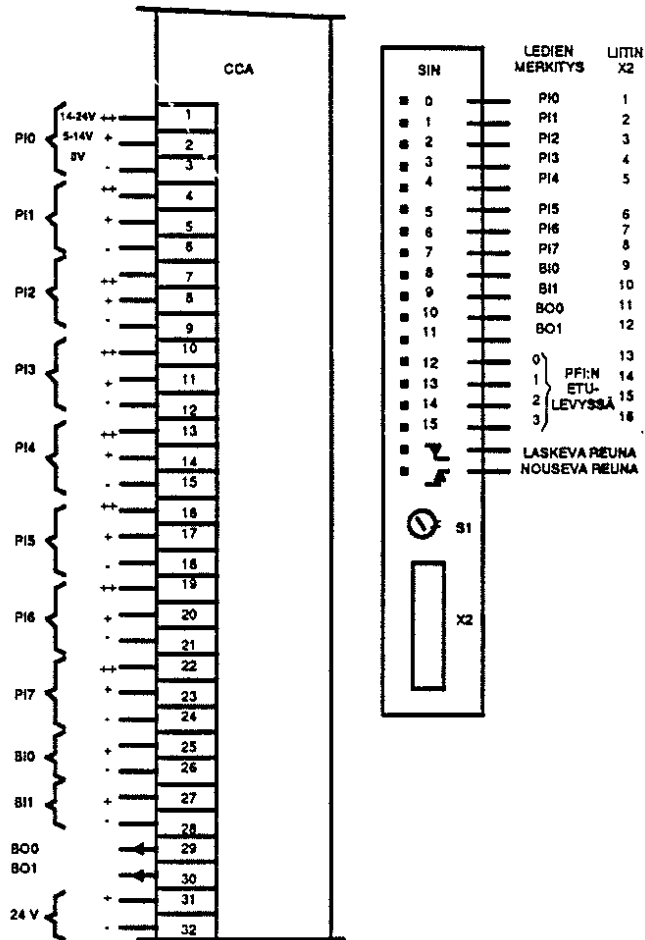 CCA
PI0 14-24V ++ 1
5-14V + 2
0V - 3
PI1 ++ 4
+ 5
- 6
PI2 ++ 7
+ 8
- 9
PI3 ++ 10
+ 11
- 12
PI4 ++ 13
+ 14
- 15
PI5 ++ 16
+ 17
- 18
PI6 ++ 19
+ 20
- 21
PI7 ++ 22
+ 23
- 24
BI0 + 25
- 26
BI1 + 27
- 28
BO0 29
BO1 30
24 V + 31
- 32
SIN
LEDIEN MERKITYS
LIITIN X2
0 PI0 1
1 PI1 2
2 PI2 3
3 PI3 4
4 PI4 5
5 PI5 6
6 PI6 7
7 PI7 8
8 BI0 9
9 BI1 10
10 BO0 11
11 BO1 12
12 0 13
13 1 14
14 2 15
15 3 16
PFI:N
ETU-
LEVYSSÄ
LASKEVA REUNA
NOUSEVA REUNA
S1
X2